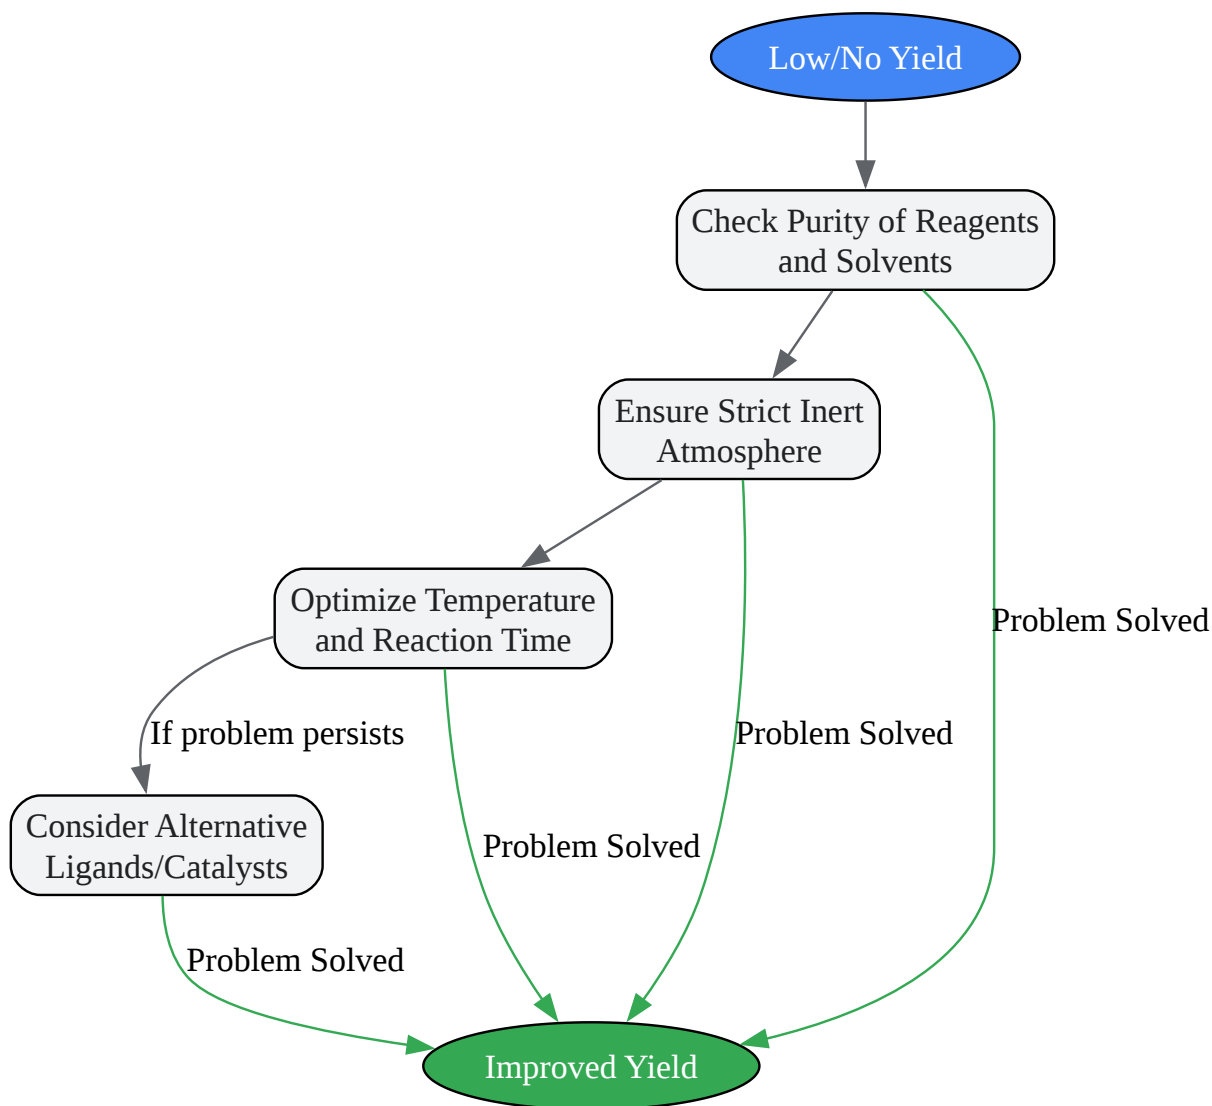 Low/No Yield
Check Purity of Reagents
and Solvents
Ensure Strict Inert
Atmosphere
Optimize Temperature
and Reaction Time
Problem Solved
If problem persists
Problem Solved
Consider Alternative
Ligands/Catalysts
Problem Solved
Problem Solved
Improved Yield